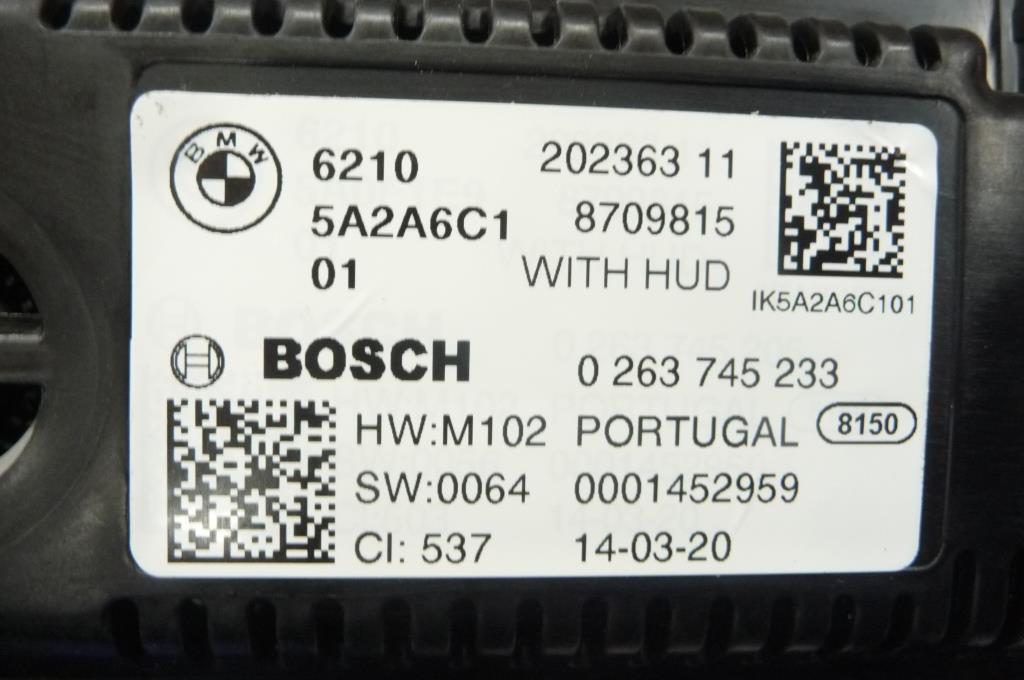 BMW
6210 202363 11
5A2A6C1 8709815
01 WITH HUD
IK5A2A6C101
BOSCH 0 263 745 233
HW:M102 PORTUGAL 8150
SW:0064 0001452959
CI: 537 14-03-20